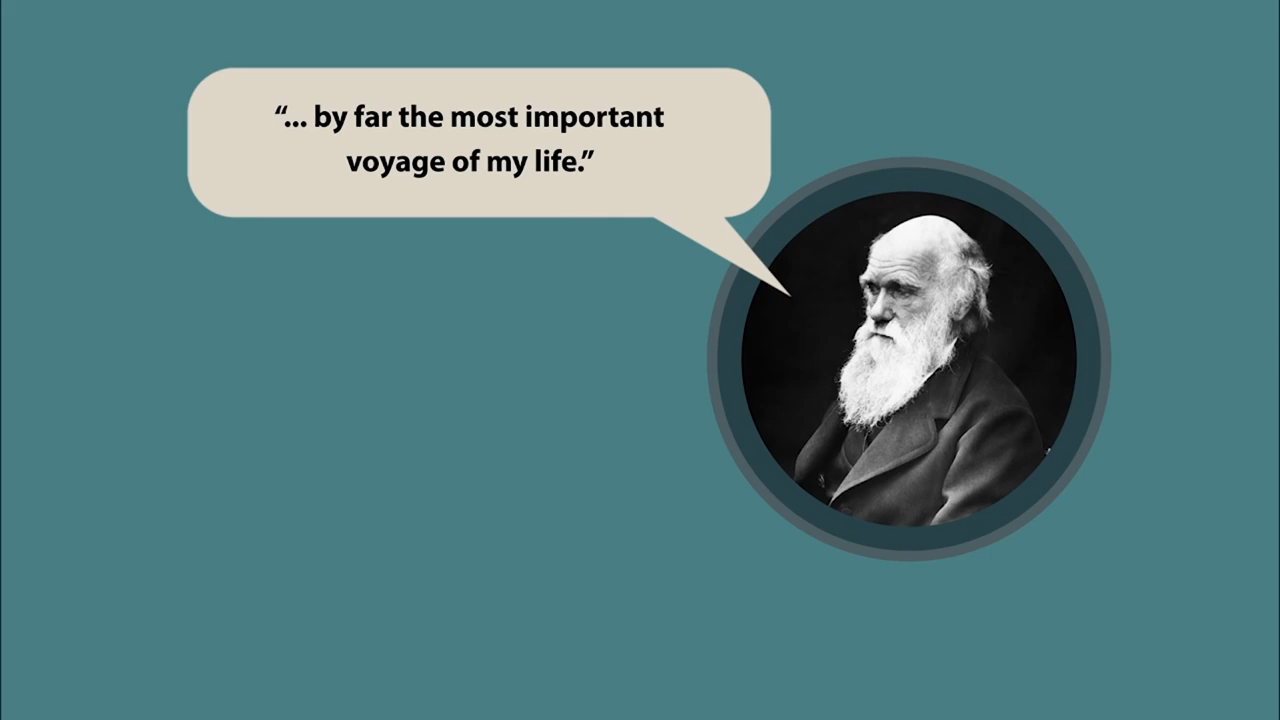 “... by far the most important
voyage of my life.”